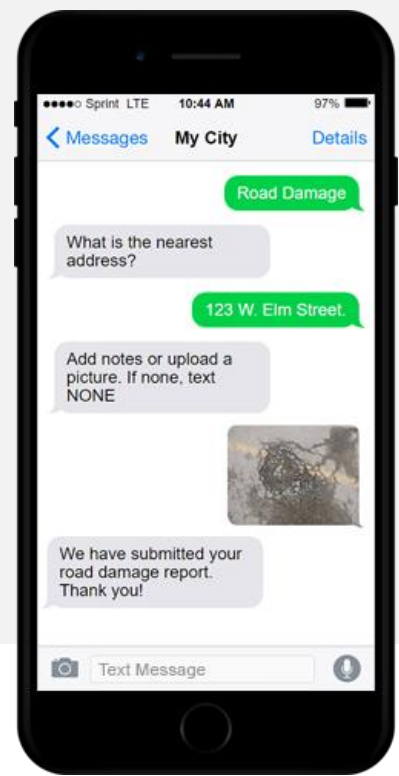 Sprint LTE 10:44 AM 97%
Messages My City Details
Road Damage
What is the nearest
address?
123 W. Elm Street.
Add notes or upload a
picture. If none, text
NONE
We have submitted your
road damage report.
Thank you!
Text Message